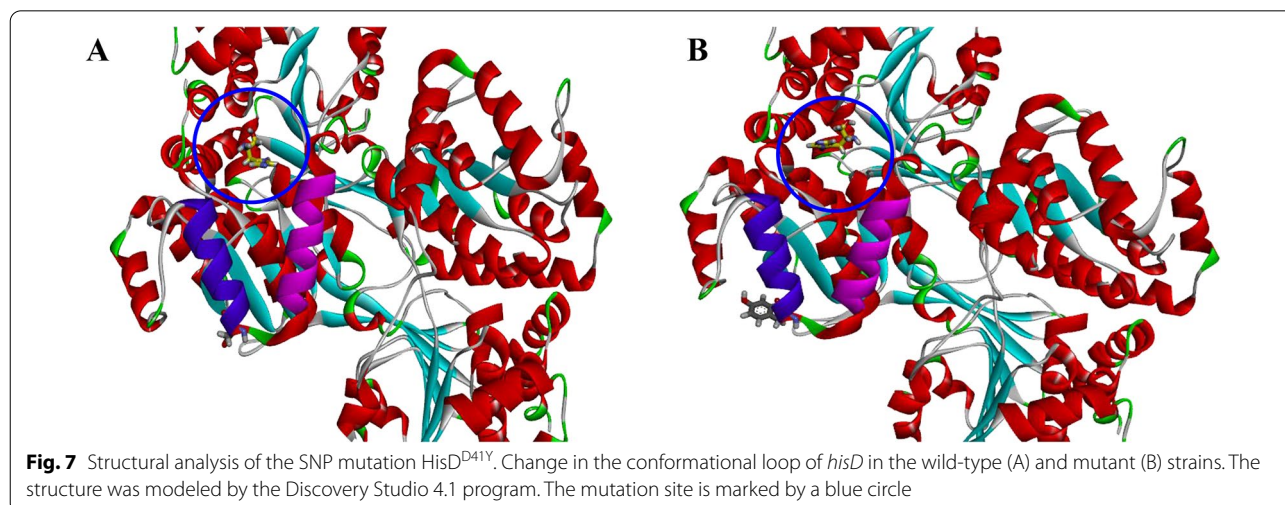 A
B
Fig. 7 Structural analysis of the SNP mutation HisD^D41Y. Change in the conformational loop of hisD in the wild-type (A) and mutant (B) strains. The
structure was modeled by the Discovery Studio 4.1 program. The mutation site is marked by a blue circle